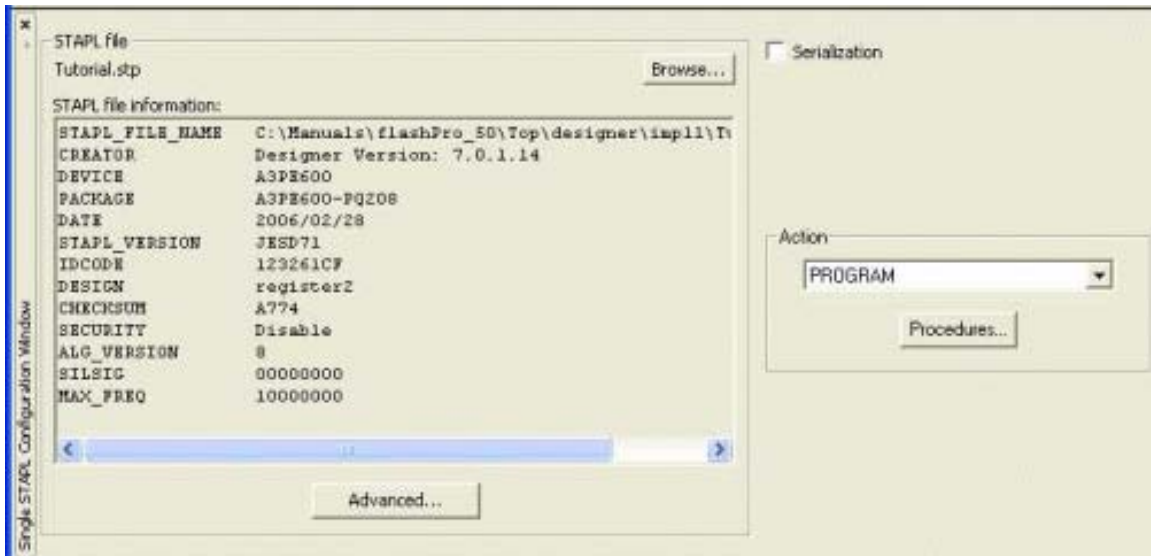 STAPL file
Tutorial.stp
Browse...
Serialization
STAPL file information:
STAPL_FILE_NAME C:\Manuals\flashPro_50\Top\designer\impl1\T
CREATOR Designer Version: 7.0.1.14
DEVICE A3PE600
PACKAGE A3PE600-PQ208
DATE 2006/02/28
STAPL_VERSION JESD71
IDCODE 123261CF
DESIGN register2
CHECKSUM A774
SECURITY Disable
ALG_VERSION 8
SILSIG 00000000
MAX_FREQ 10000000
Advanced...
Action
PROGRAM
Procedures...
Single STAPL Configuration Window